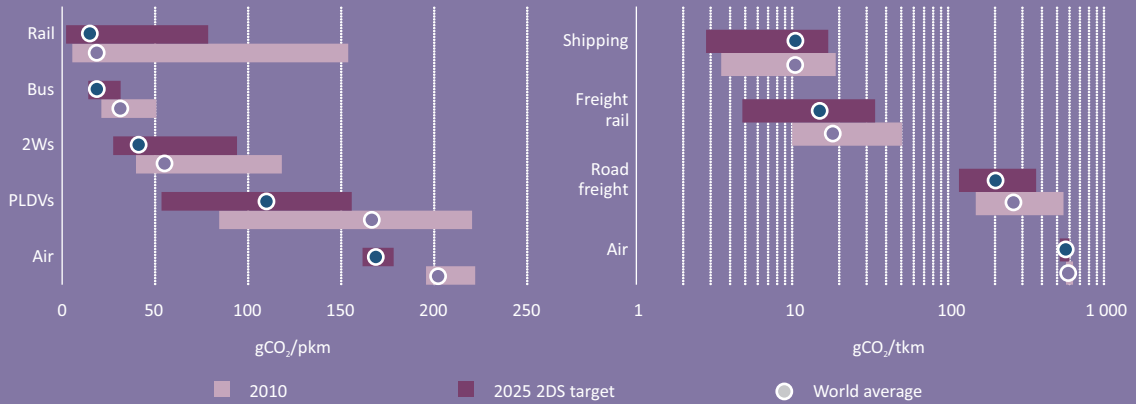 Rail
Bus
2Ws
PLDVs
Air
0 50 100 150 200 250
gCO₂/pkm
Shipping
Freight
rail
Road
freight
Air
1 10 100 1 000
gCO₂/tkm
2010 2025 2DS target World average